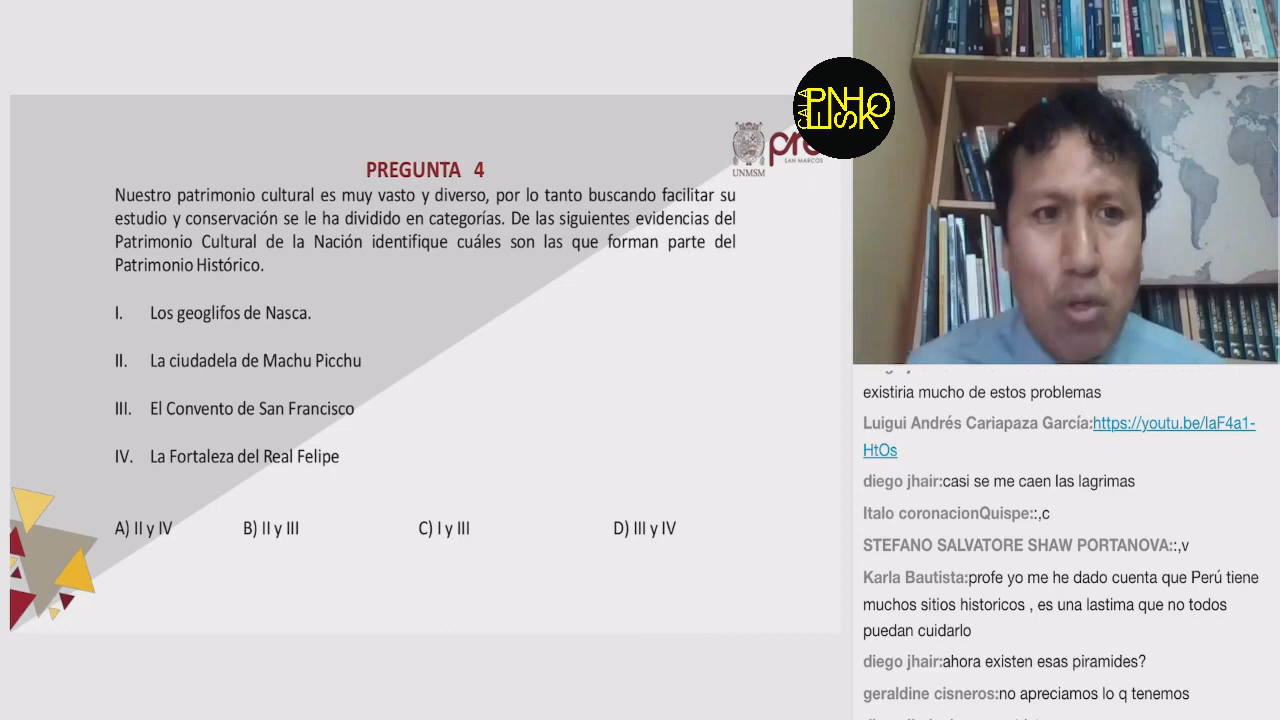 PREGUNTA 4
Nuestro patrimonio cultural es muy vasto y diverso, por lo tanto buscando facilitar su
estudio y conservación se le ha dividido en categorías. De las siguientes evidencias del
Patrimonio Cultural de la Nación identifique cuáles son las que forman parte del
Patrimonio Histórico.
I. Los geoglifos de Nasca.
II. La ciudadela de Machu Picchu
III. El Convento de San Francisco
IV. La Fortaleza del Real Felipe
A) II y IV B) II y III C) I y III D) III y IV
UNMSM
SAN MARCOS
existiria mucho de estos problemas
Luigui Andrés Cariapaza García:https://youtu.be/laF4a1-
HtOs
diego jhair:casi se me caen las lagrimas
Italo coronacionQuispe::,c
STEFANO SALVATORE SHAW PORTANOVA::,v
Karla Bautista:profe yo me he dado cuenta que Perú tiene
muchos sitios historicos , es una lastima que no todos
puedan cuidarlo
diego jhair:ahora existen esas piramides?
geraldine cisneros:no apreciamos lo q tenemos